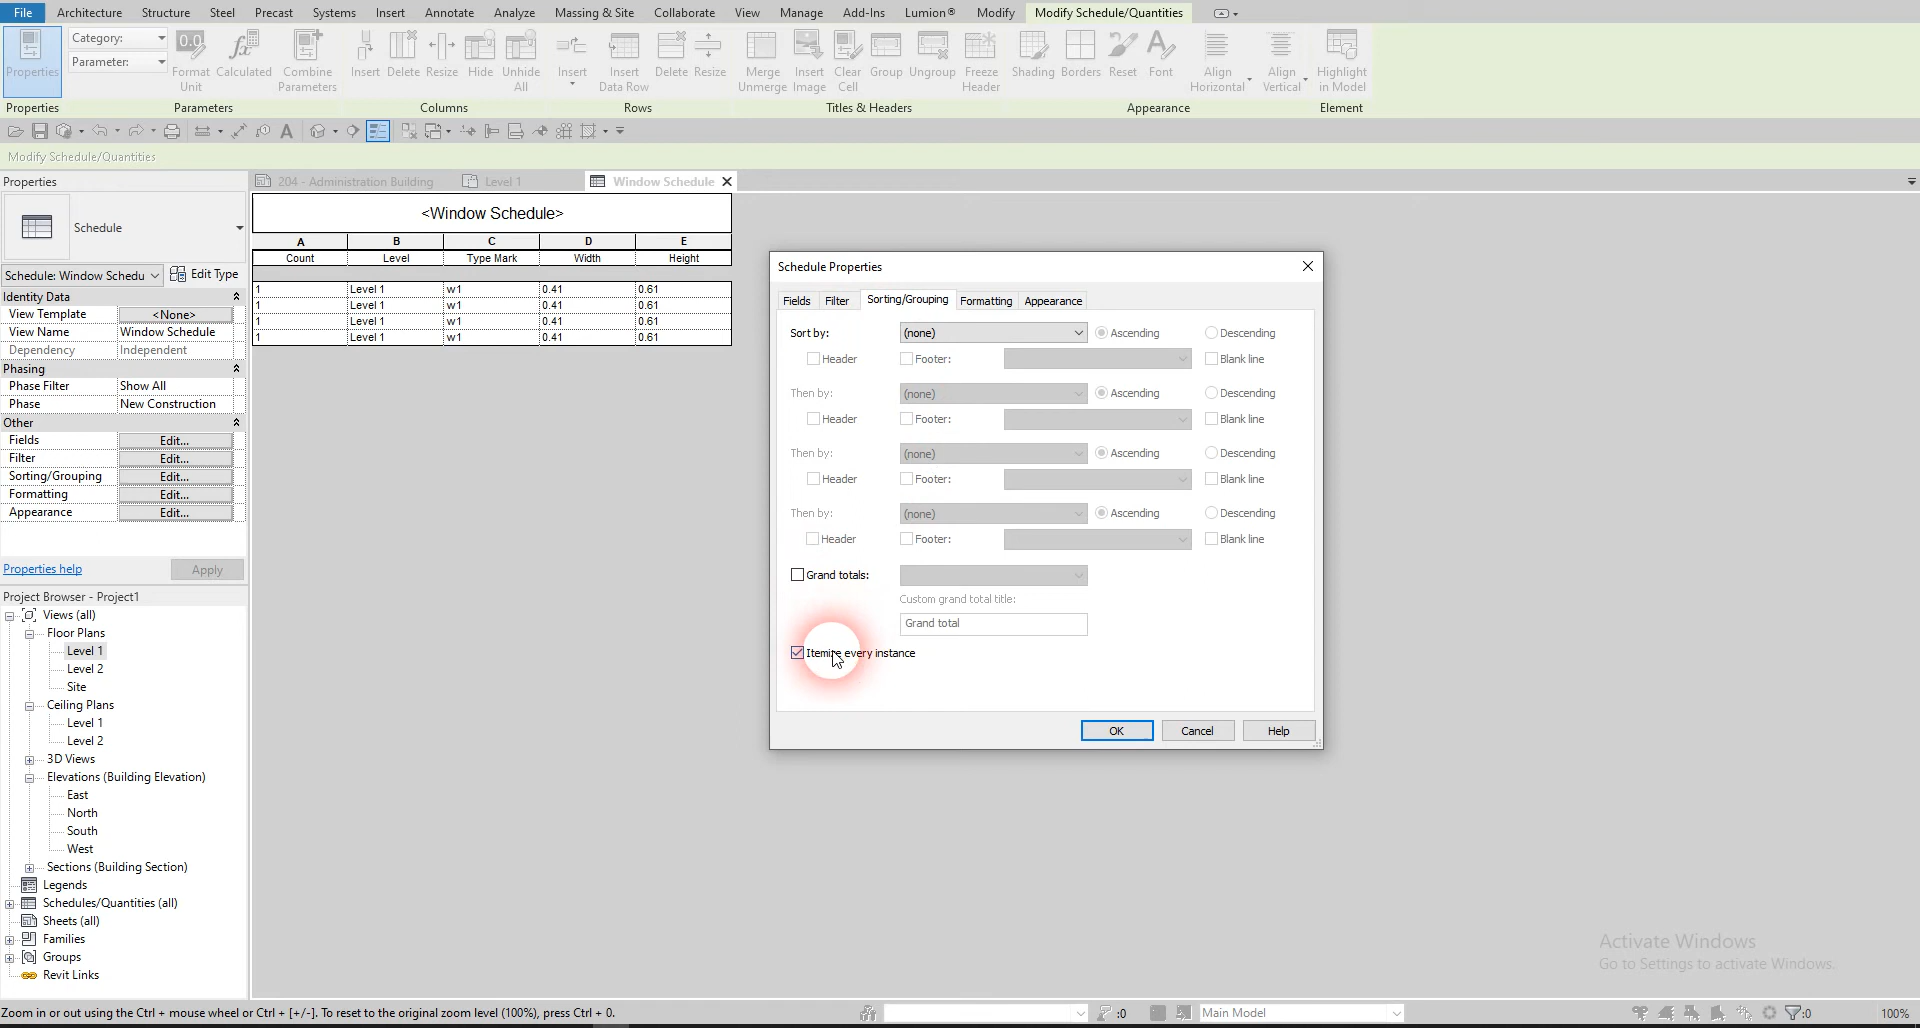 File Architecture Structure Steel Precast Systems Insert Annotate Analyze Massing & Site Collaborate View Manage Add-Ins Lumion® Modify Modify Schedule/Quantities
Properties
Category:
Parameter:
Format Unit
Calculated
Combine Parameters
Insert
Delete
Resize
Hide
Unhide All
Insert
Insert Data Row
Delete
Resize
Merge Unmerge
Insert Image
Clear Cell
Group
Ungroup
Freeze Header
Shading
Borders
Reset
Font
Align Horizontal
Align Vertical
Highlight in Model
Properties Parameters Columns Rows Titles & Headers Appearance Element
Modify Schedule/Quantities
Properties
204 - Administration Building
Level 1
Window Schedule
Schedule
Schedule: Window Schedu
Edit Type
Identity Data
View Template <None>
View Name Window Schedule
Dependency Independent
Phasing
Phase Filter Show All
Phase New Construction
Other
Fields Edit...
Filter Edit...
Sorting/Grouping Edit...
Formatting Edit...
Appearance Edit...
Properties help
Apply
<Window Schedule>
A B C D E
Count Level Type Mark Width Height
1 Level 1 w1 0.41 0.61
1 Level 1 w1 0.41 0.61
1 Level 1 w1 0.41 0.61
1 Level 1 w1 0.41 0.61
Schedule Properties
Fields Filter Sorting/Grouping Formatting Appearance
Sort by: (none) Ascending Descending
Header Footer: Blank line
Then by: (none) Ascending Descending
Header Footer: Blank line
Then by: (none) Ascending Descending
Header Footer: Blank line
Then by: (none) Ascending Descending
Header Footer: Blank line
Grand totals:
Custom grand total title:
Grand total
Itemize every instance
OK Cancel Help
Project Browser - Project1
Views (all)
Floor Plans
Level 1
Level 2
Site
Ceiling Plans
Level 1
Level 2
3D Views
Elevations (Building Elevation)
East
North
South
West
Sections (Building Section)
Legends
Schedules/Quantities (all)
Sheets (all)
Families
Groups
Revit Links
Activate Windows
Go to Settings to activate Windows.
Zoom in or out using the Ctrl + mouse wheel or Ctrl + [+/-]. To reset to the original zoom level (100%), press Ctrl + 0.
:0
Main Model
:0
100%